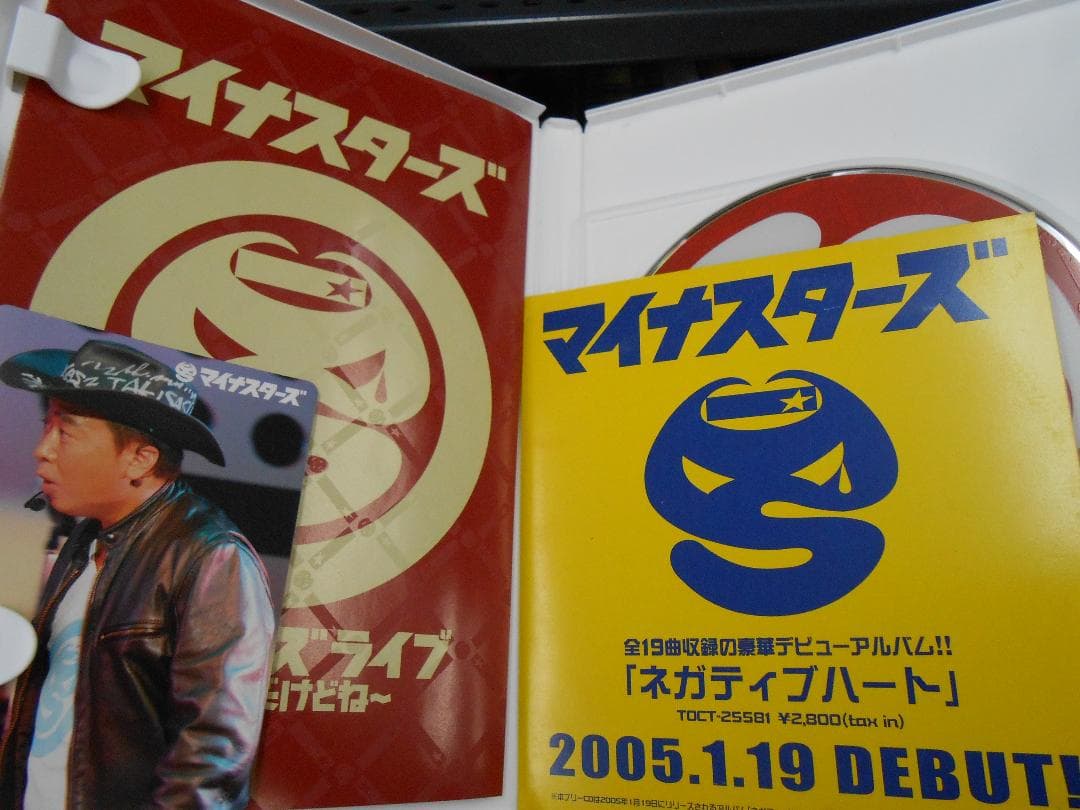 マイナスターズ
マイナスターズ
ズライブ
だけどね～
マイナスターズ
全19曲収録の豪華デビューアルバム!!
「ネガティブハート」
TOCT-25581 ¥2,800(tax in)
2005.1.19 DEBUT!